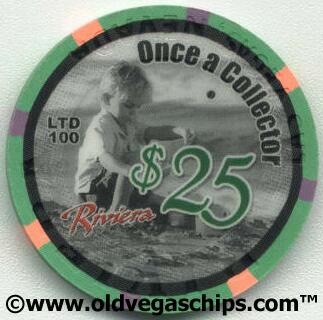 Once a Collector
LTD
100
$25
Riviera
© www.oldvegaschips.com™